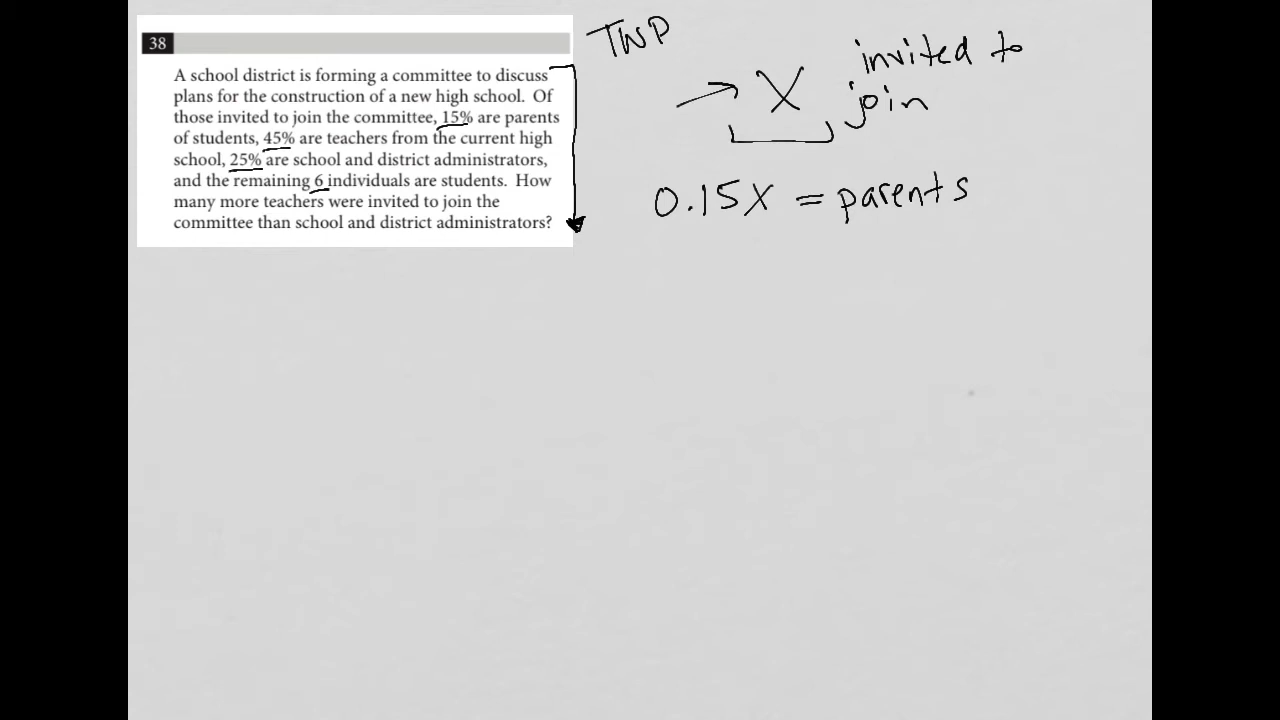 38
A school district is forming a committee to discuss
plans for the construction of a new high school. Of
those invited to join the committee, 15% are parents
of students, 45% are teachers from the current high
school, 25% are school and district administrators,
and the remaining 6 individuals are students. How
many more teachers were invited to join the
committee than school and district administrators?
TWP
X invited to
join
0.15X = parents